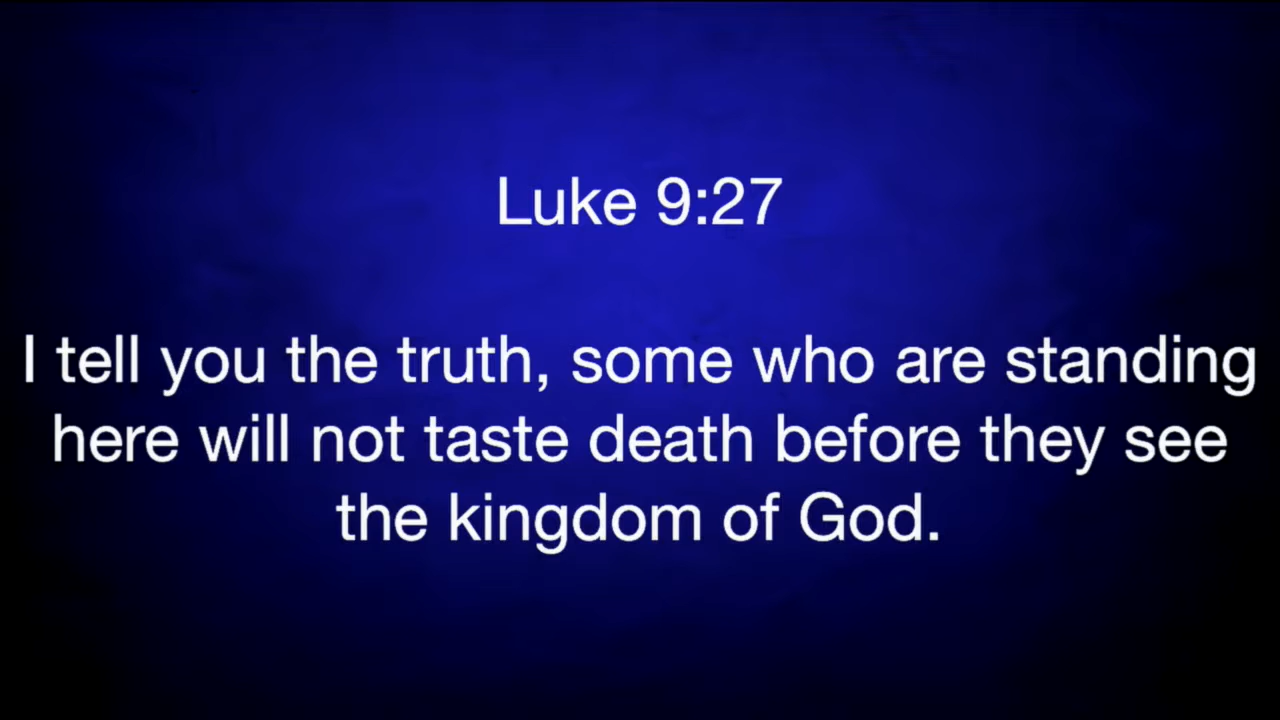 Luke 9:27
I tell you the truth, some who are standing
here will not taste death before they see
the kingdom of God.